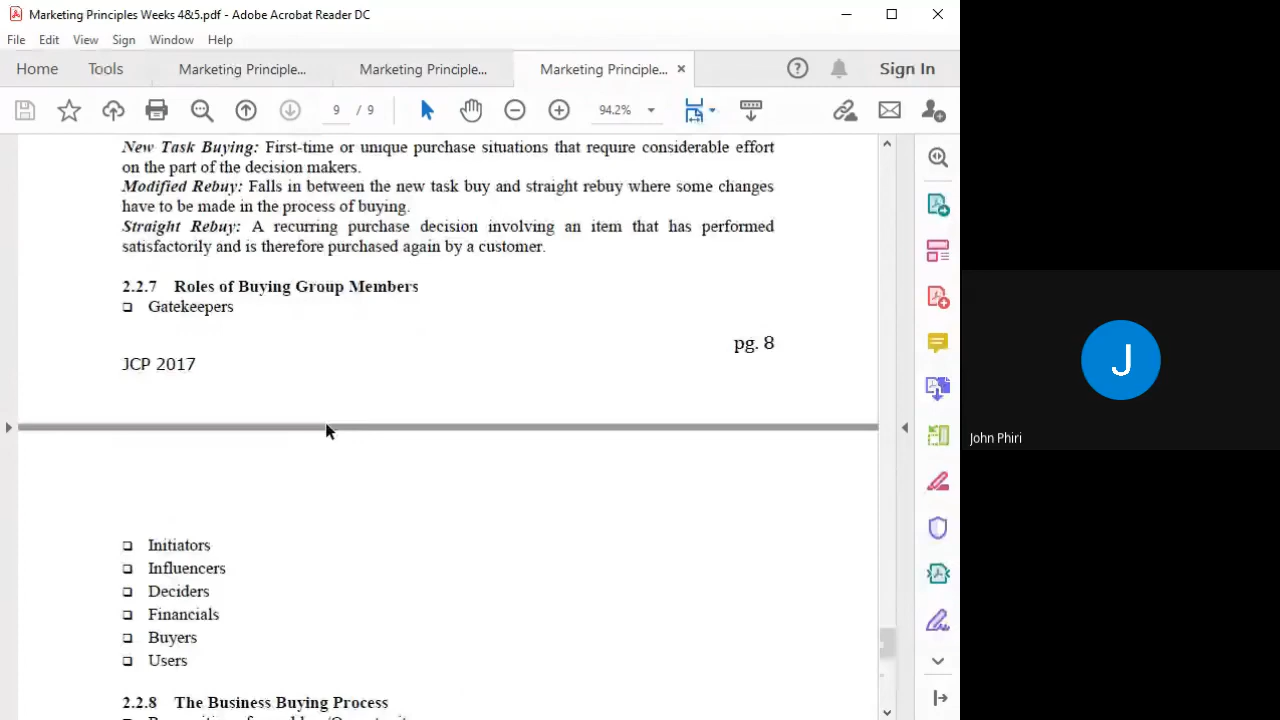 Marketing Principles Weeks 4&5.pdf - Adobe Acrobat Reader DC
File Edit View Sign Window Help
Home Tools Marketing Principle... Marketing Principle... Marketing Principle... Sign In
9 / 9 94.2%
New Task Buying: First-time or unique purchase situations that require considerable effort
on the part of the decision makers.
Modified Rebuy: Falls in between the new task buy and straight rebuy where some changes
have to be made in the process of buying.
Straight Rebuy: A recurring purchase decision involving an item that has performed
satisfactorily and is therefore purchased again by a customer.
2.2.7 Roles of Buying Group Members
❑ Gatekeepers
pg. 8
JCP 2017
❑ Initiators
❑ Influencers
❑ Deciders
❑ Financials
❑ Buyers
❑ Users
2.2.8 The Business Buying Process
J
John Phiri